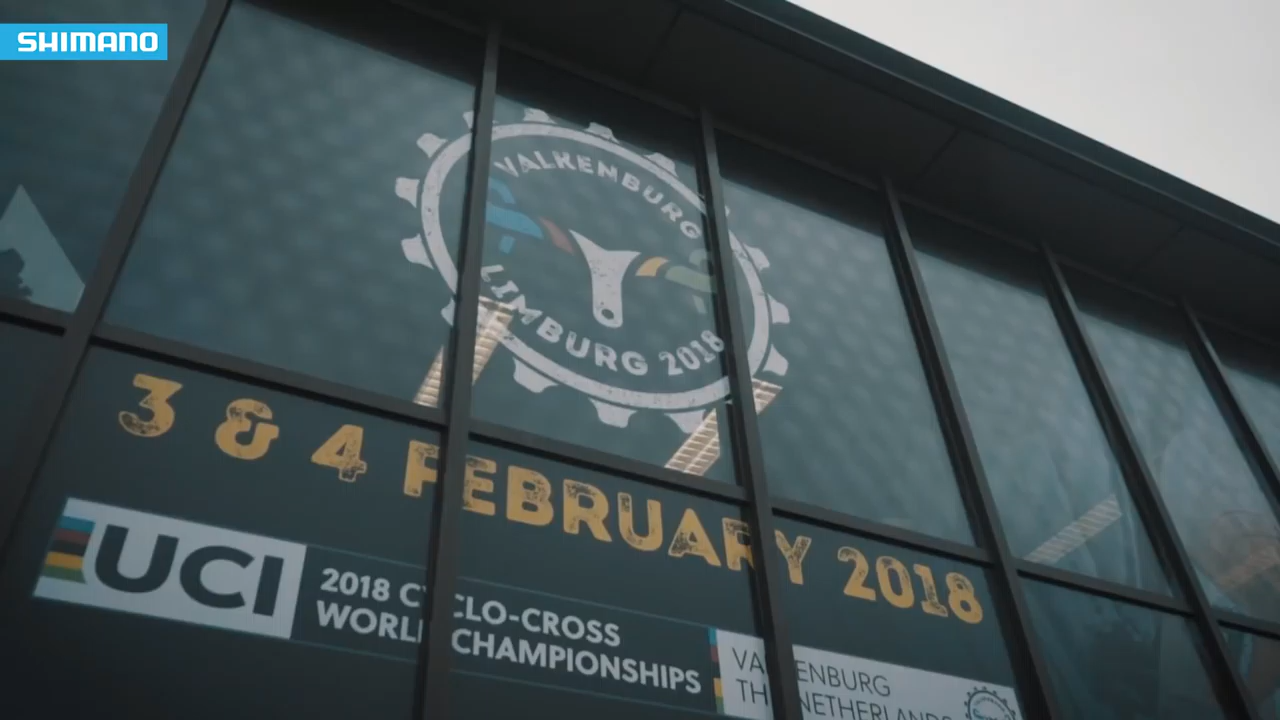 SHIMANO
VALKENBURG
LIMBURG 2018
3 & 4 FEBRUARY 2018
UCI
2018 CYCLO-CROSS
WORLD CHAMPIONSHIPS
VALKENBURG
THE NETHERLANDS